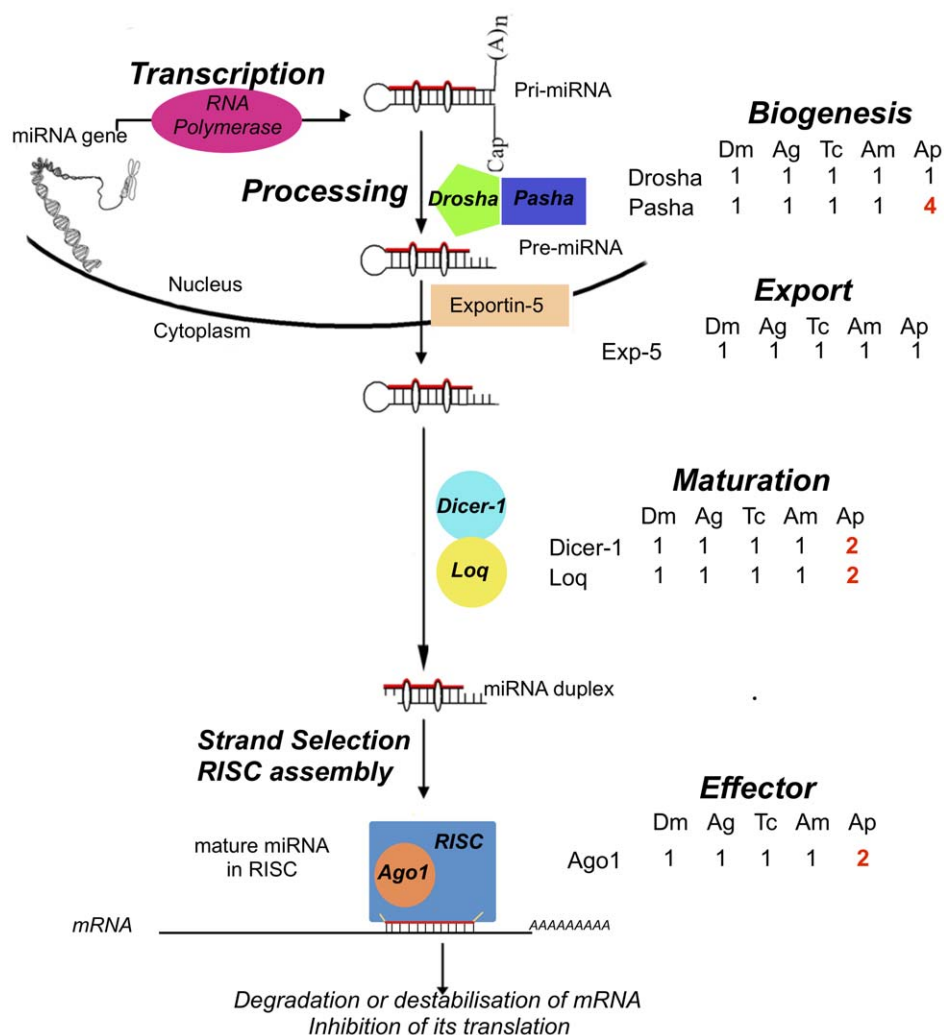 Transcription
RNA
Polymerase
miRNA gene
(A)n
Pri-miRNA
Cap
Processing
Drosha
Pasha
Pre-miRNA
Nucleus
Cytoplasm
Exportin-5
Biogenesis
Dm Ag Tc Am Ap
Drosha 1 1 1 1 1
Pasha 1 1 1 1 4
Export
Dm Ag Tc Am Ap
Exp-5 1 1 1 1 1
Dicer-1
Loq
Maturation
Dm Ag Tc Am Ap
Dicer-1 1 1 1 1 2
Loq 1 1 1 1 2
miRNA duplex
.
Strand Selection
RISC assembly
mature miRNA
in RISC
RISC
Ago1
Effector
Dm Ag Tc Am Ap
Ago1 1 1 1 1 2
mRNA
AAAAAAAAA
Degradation or destabilisation of mRNA
Inhibition of its translation